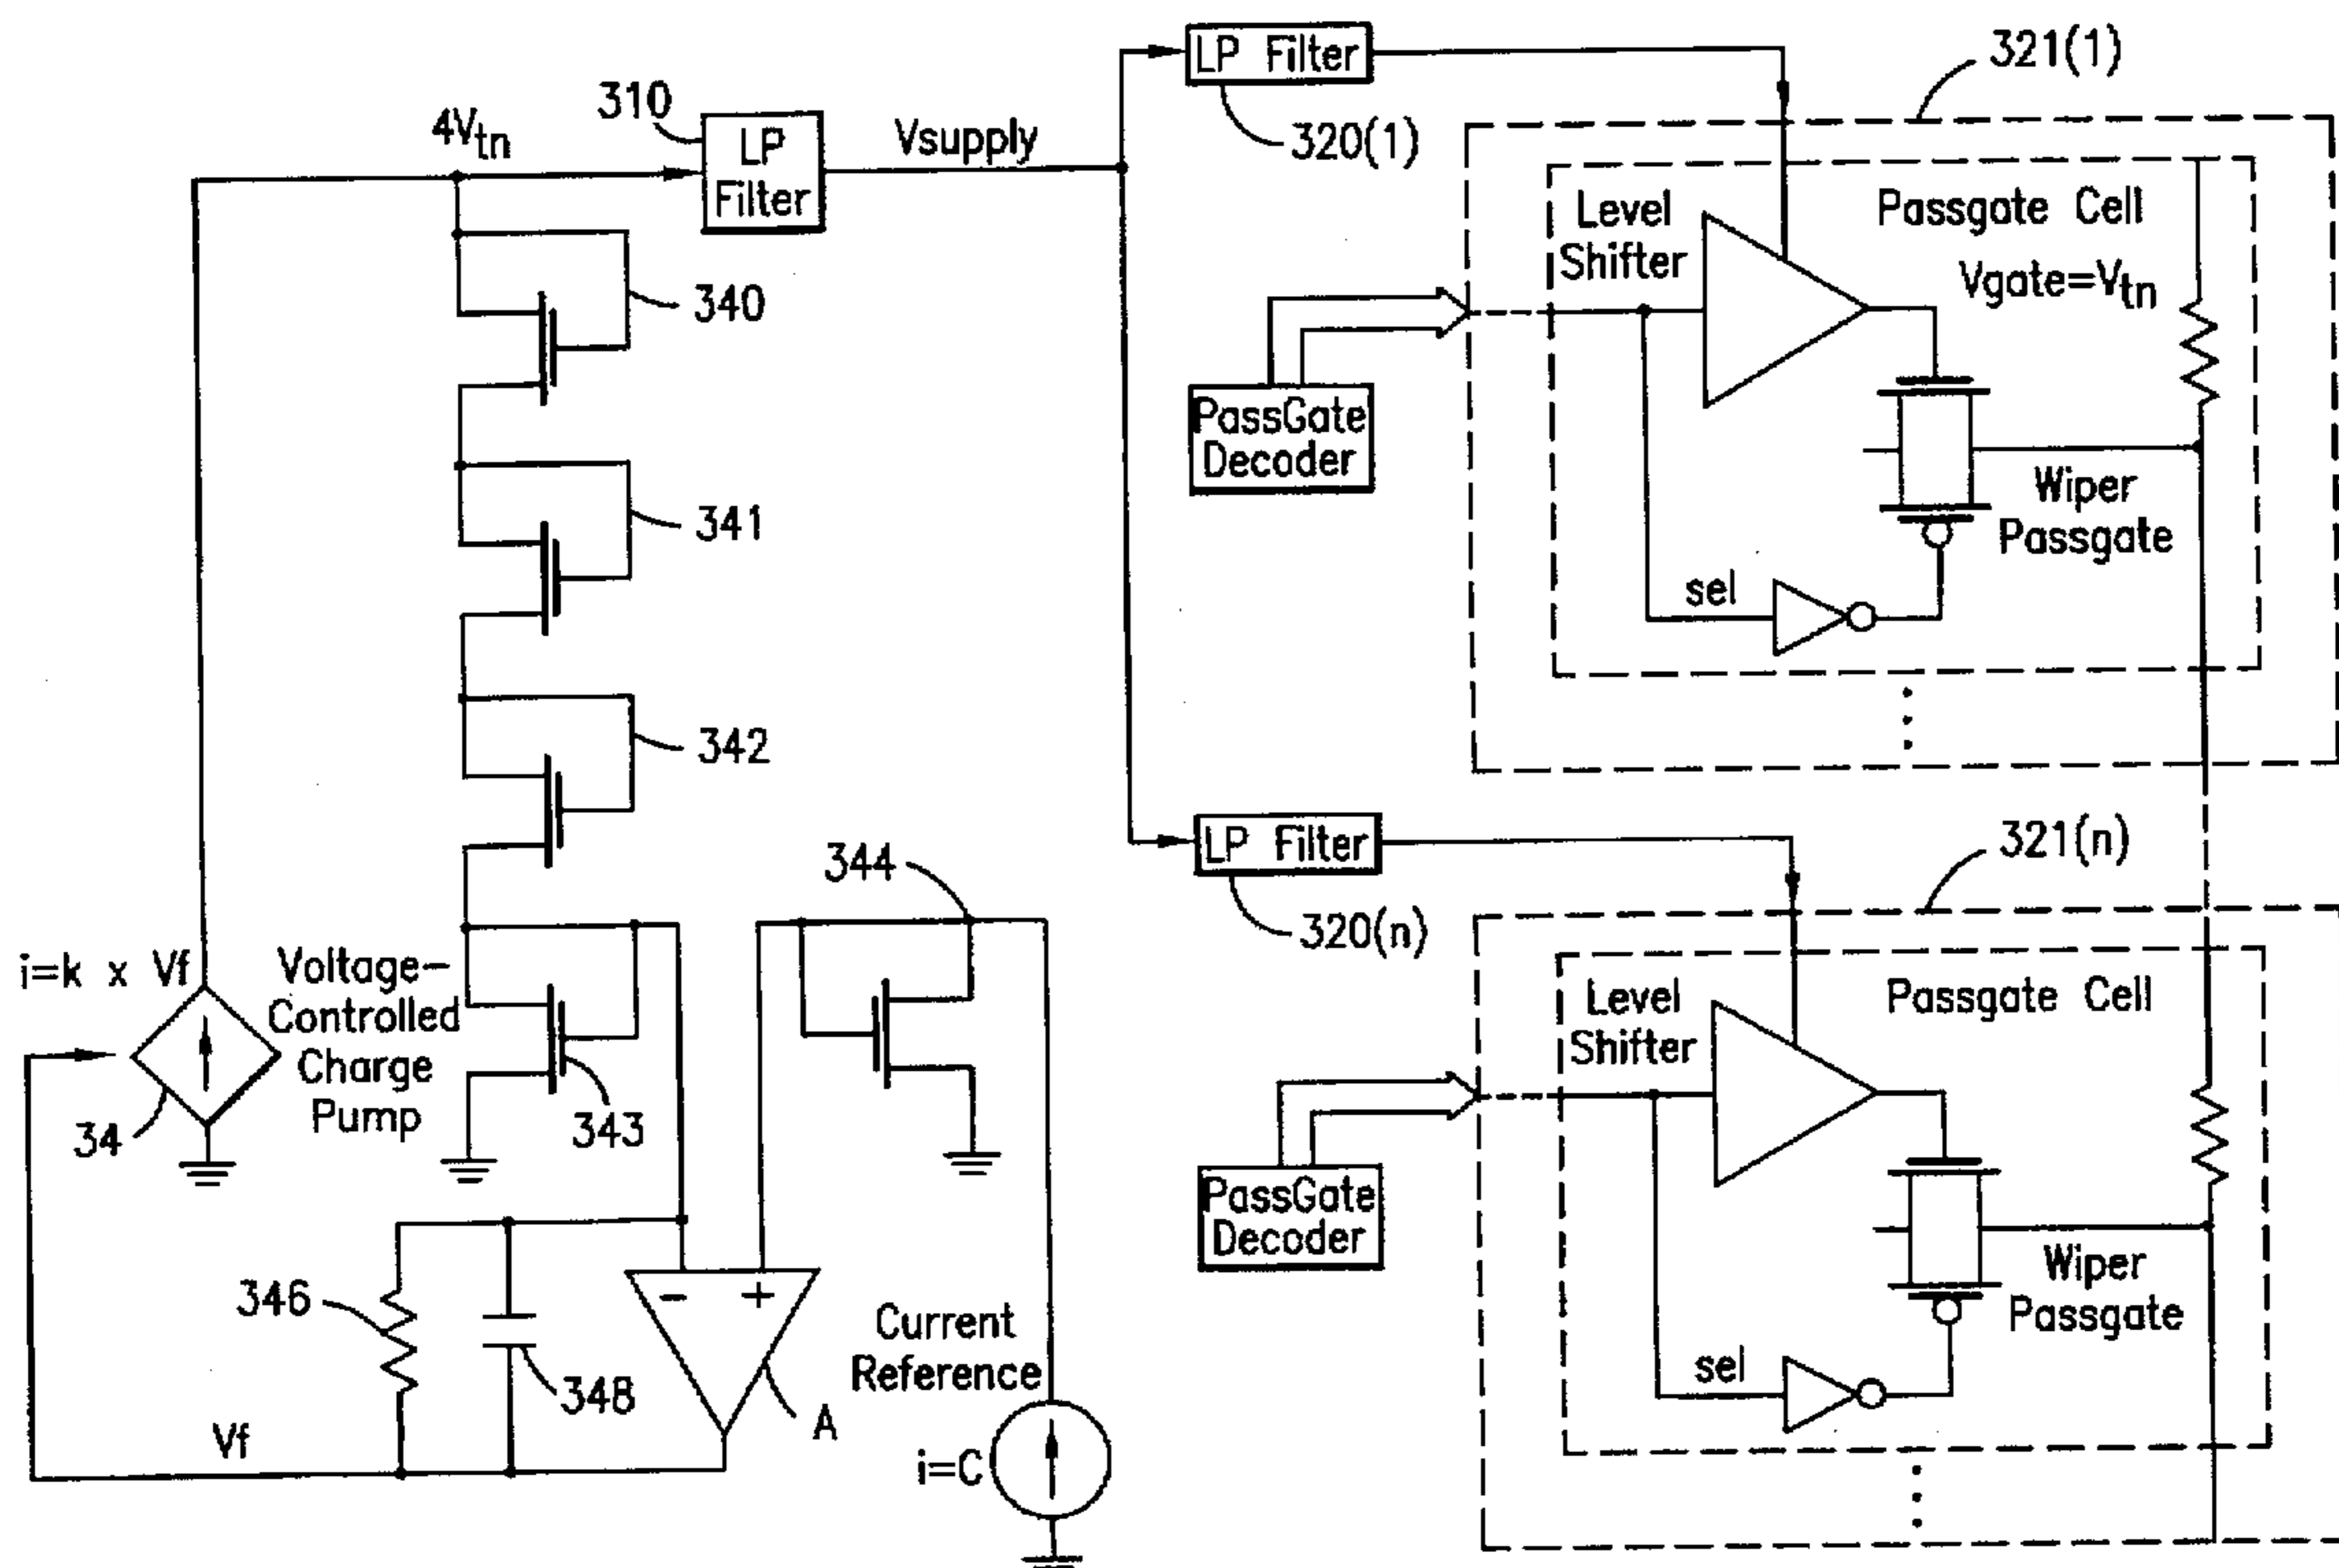 LP Filter
321(1)
310
4Vtn
LP
Filter
Vsupply
320(1)
Level
Shifter
Passgate Cell
Vgate=Vtn
340
PassGate
Decoder
Wiper
Passgate
341
sel
342
LP Filter
321(n)
344
320(n)
i=k x Vf
Voltage-
Controlled
Charge
Pump
Level
Shifter
Passgate Cell
34
343
PassGate
Decoder
- +
346
348
Current
Reference
Wiper
Passgate
sel
A
Vf
i=C